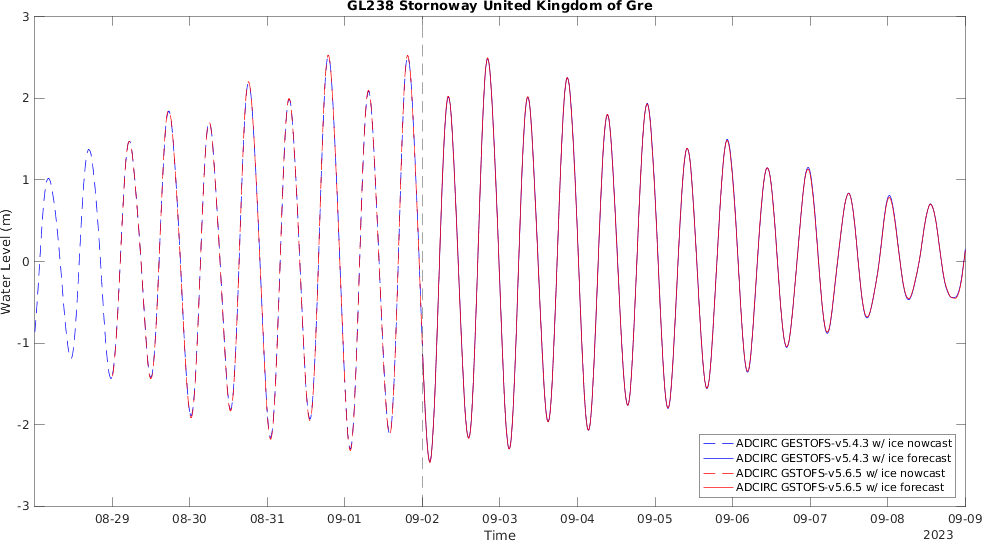 GL238 Stornoway United Kingdom of Gre
3
2
1
0
-1
-2
-3
Water Level (m)
ADCIRC GESTOFS-v5.4.3 w/ ice nowcast
ADCIRC GESTOFS-v5.4.3 w/ ice forecast
ADCIRC GSTOFS-v5.6.5 w/ ice nowcast
ADCIRC GSTOFS-v5.6.5 w/ ice forecast
08-29 08-30 08-31 09-01 09-02 09-03 09-04 09-05 09-06 09-07 09-08 09-09
Time
2023